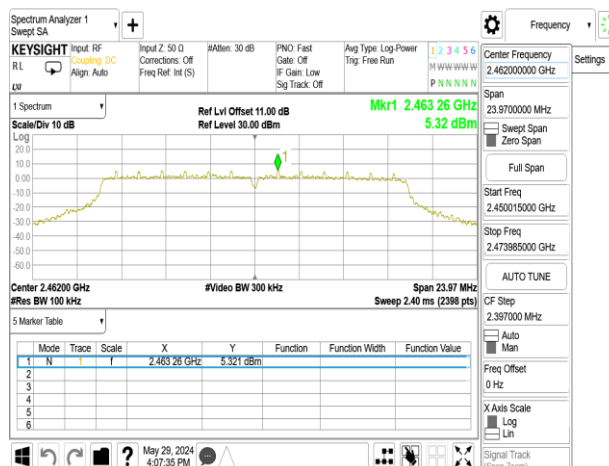 Spectrum Analyzer 1
Swept SA
Frequency
KEYSIGHT
RL
Input: RF
Coupling: DC
Align: Auto
Input Z: 50 Ω
Corrections: Off
Freq Ref: Int (S)
#Atten: 30 dB
PNO: Fast
Gate: Off
IF Gain: Low
Sig Track: Off
Avg Type: Log-Power
Trig: Free Run
1 2 3 4 5 6
M W W W W W
P N N N N N
Settings
Center Frequency
2.462000000 GHz
Span
23.9700000 MHz
Swept Span
Zero Span
Full Span
Start Freq
2.450015000 GHz
Stop Freq
2.473985000 GHz
AUTO TUNE
CF Step
2.397000 MHz
Auto
Man
Freq Offset
0 Hz
X Axis Scale
Log
Lin
Signal Track
(Span Zoom)
1 Spectrum
Scale/Div 10 dB
Ref Lvl Offset 11.00 dB
Ref Level 30.00 dBm
Mkr1 2.463 26 GHz
5.32 dBm
Log
20.0
10.0
0.00
-10.0
-20.0
-30.0
-40.0
-50.0
-60.0
1
Center 2.46200 GHz
#Res BW 100 kHz
#Video BW 300 kHz
Span 23.97 MHz
Sweep 2.40 ms (2398 pts)
5 Marker Table
Mode Trace Scale X Y Function Function Width Function Value
1 N 1 f 2.463 26 GHz 5.321 dBm
2
3
4
5
6
?
May 29, 2024
4:07:35 PM